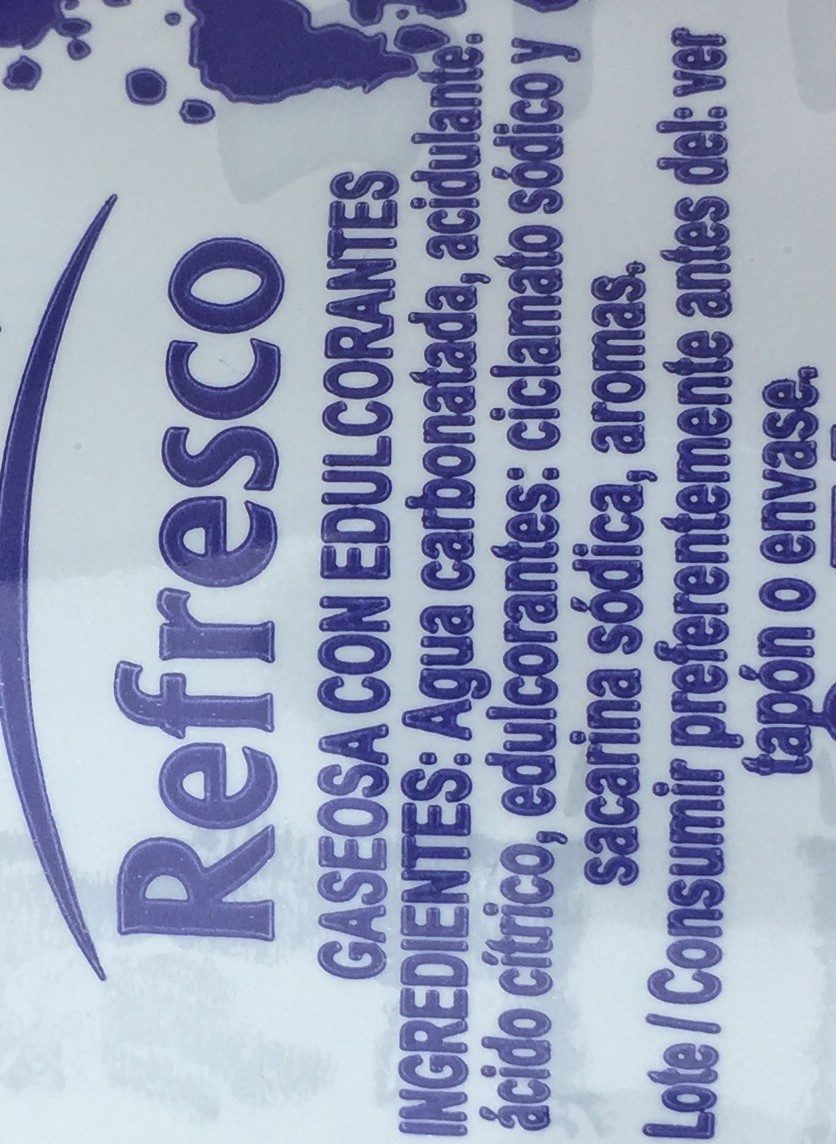 Refresco
GASEOSA CON EDULCORANTES
INGREDIENTES: Agua carbonatada, acidulante:
ácido cítrico, edulcorantes: ciclamato sódico y
sacarina sódica, aromas.
Lote / Consumir preferentemente antes del: ver
tapón o envase.